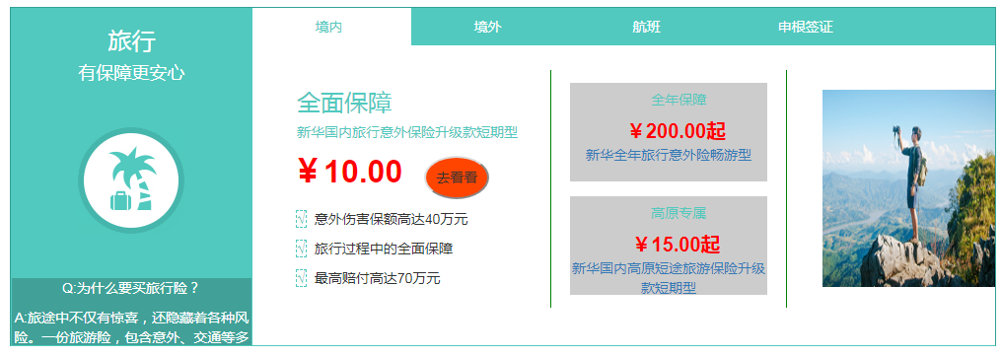 旅行
有保障更安心
Q:为什么要买旅行险？
A:旅途中不仅有惊喜，还隐藏着各种风
险。一份旅游险，包含意外、交通等多
境内
境外
航班
申根签证
全面保障
新华国内旅行意外保险升级款短期型
￥10.00
去看看
√ 意外伤害保额高达40万元
√ 旅行过程中的全面保障
√ 最高赔付高达70万元
全年保障
￥200.00起
新华全年旅行意外险畅游型
高原专属
￥15.00起
新华国内高原短途旅游保险升级
款短期型